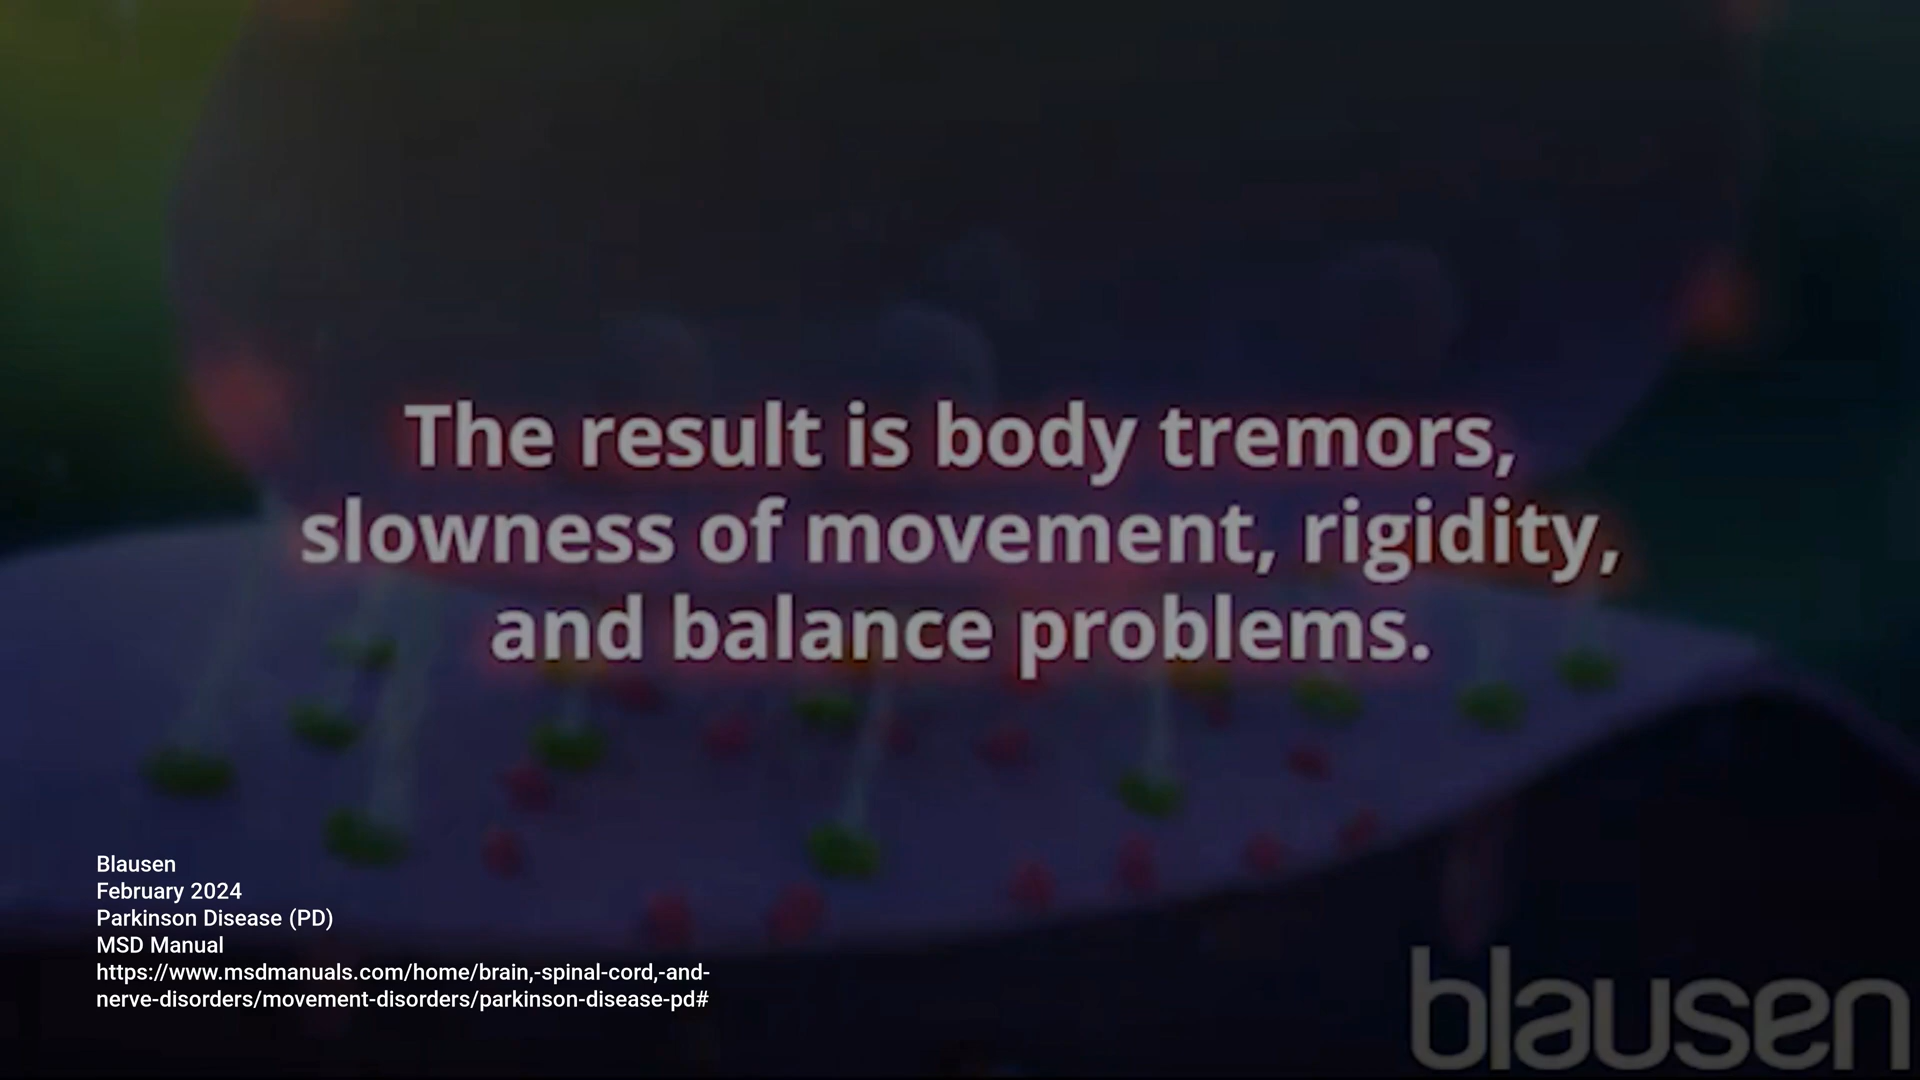 The result is body tremors,
slowness of movement, rigidity,
and balance problems.
Blausen
February 2024
Parkinson Disease (PD)
MSD Manual
https://www.msdmanuals.com/home/brain,-spinal-cord,-and-
nerve-disorders/movement-disorders/parkinson-disease-pd#
blausen